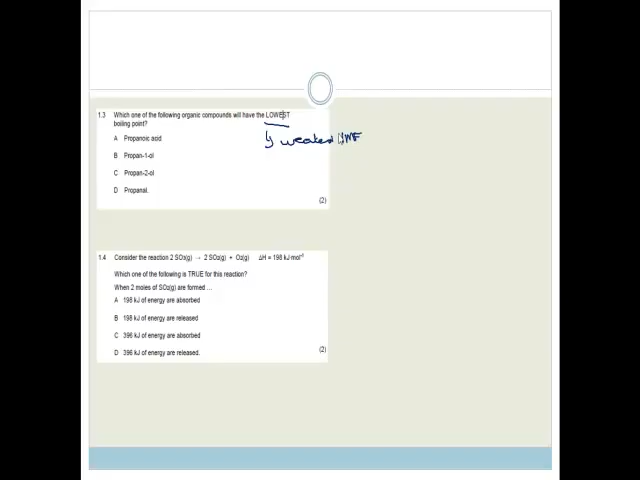 1.3 Which one of the following organic compounds will have the LOWEST
boiling point?
A Propanoic acid
↳ weakest IMF
B Propan-1-ol
C Propan-2-ol
D Propanal.
(2)
1.4 Consider the reaction 2 SO₃(g) → 2 SO₂(g) + O₂(g) ΔH = 198 kJ·mol⁻¹
Which one of the following is TRUE for this reaction?
When 2 moles of SO₂(g) are formed ...
A 198 kJ of energy are absorbed
B 198 kJ of energy are released
C 396 kJ of energy are absorbed
D 396 kJ of energy are released.
(2)